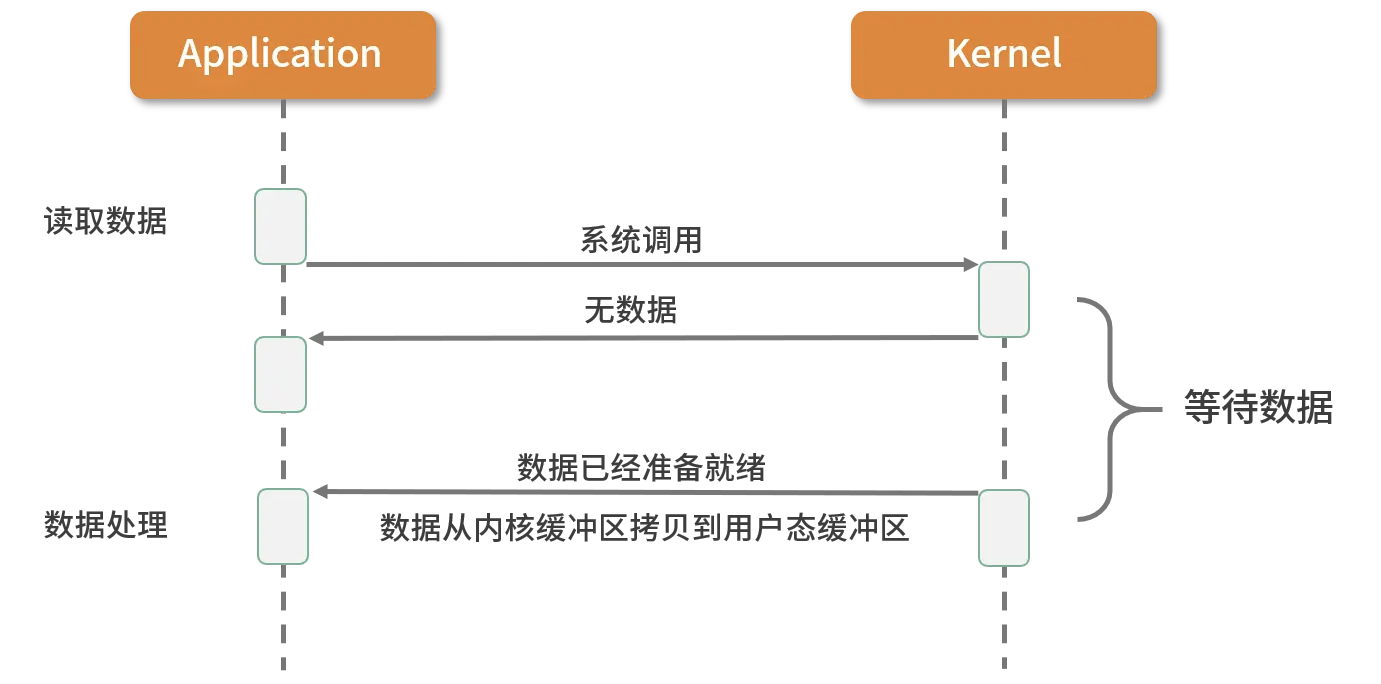 Application
Kernel
读取数据
系统调用
无数据
等待数据
数据已经准备就绪
数据处理
数据从内核缓冲区拷贝到用户态缓冲区